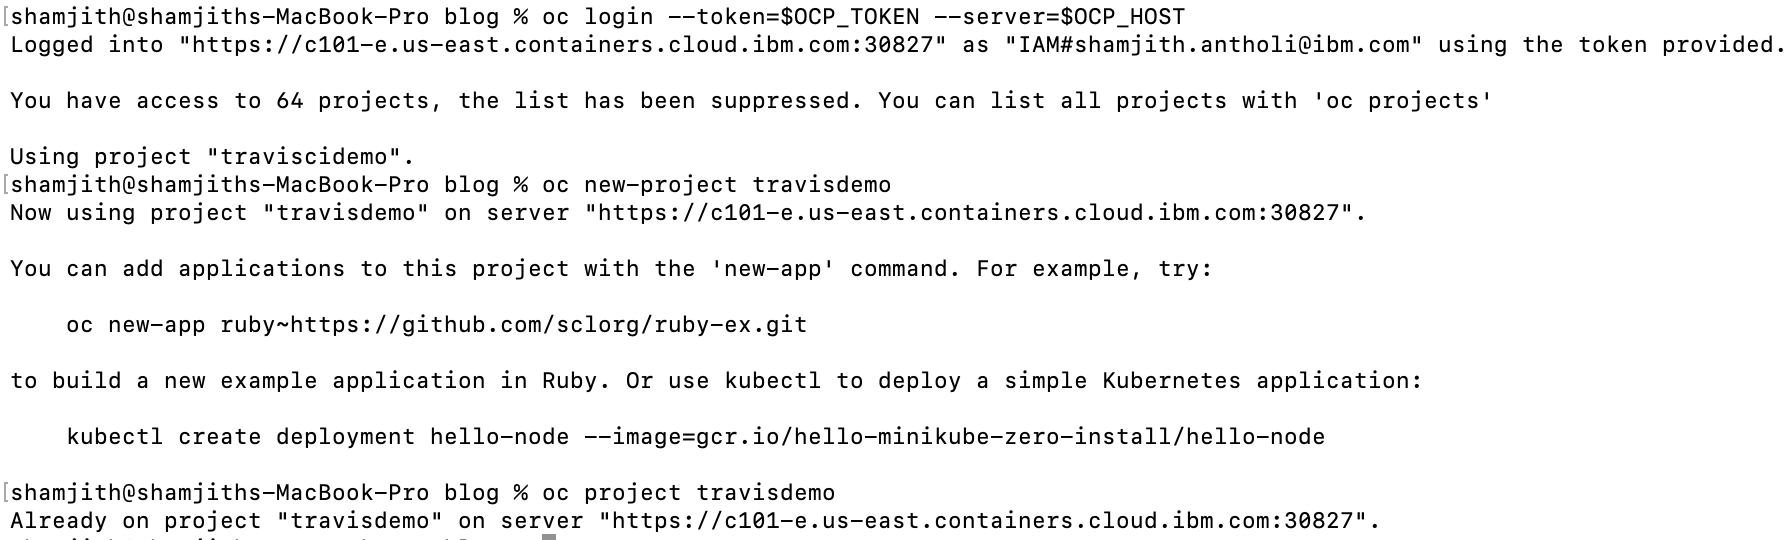 shamjith@shamjiths-MacBook-Pro blog % oc login --token=$OCP_TOKEN --server=$OCP_HOST
Logged into "https://c101-e.us-east.containers.cloud.ibm.com:30827" as "IAM#shamjith.antholi@ibm.com" using the token provided.
You have access to 64 projects, the list has been suppressed. You can list all projects with 'oc projects'
Using project "traviscidemo".
shamjith@shamjiths-MacBook-Pro blog % oc new-project travisdemo
Now using project "travisdemo" on server "https://c101-e.us-east.containers.cloud.ibm.com:30827".
You can add applications to this project with the 'new-app' command. For example, try:
oc new-app ruby~https://github.com/sclorg/ruby-ex.git
to build a new example application in Ruby. Or use kubectl to deploy a simple Kubernetes application:
kubectl create deployment hello-node --image=gcr.io/hello-minikube-zero-install/hello-node
shamjith@shamjiths-MacBook-Pro blog % oc project travisdemo
Already on project "travisdemo" on server "https://c101-e.us-east.containers.cloud.ibm.com:30827".